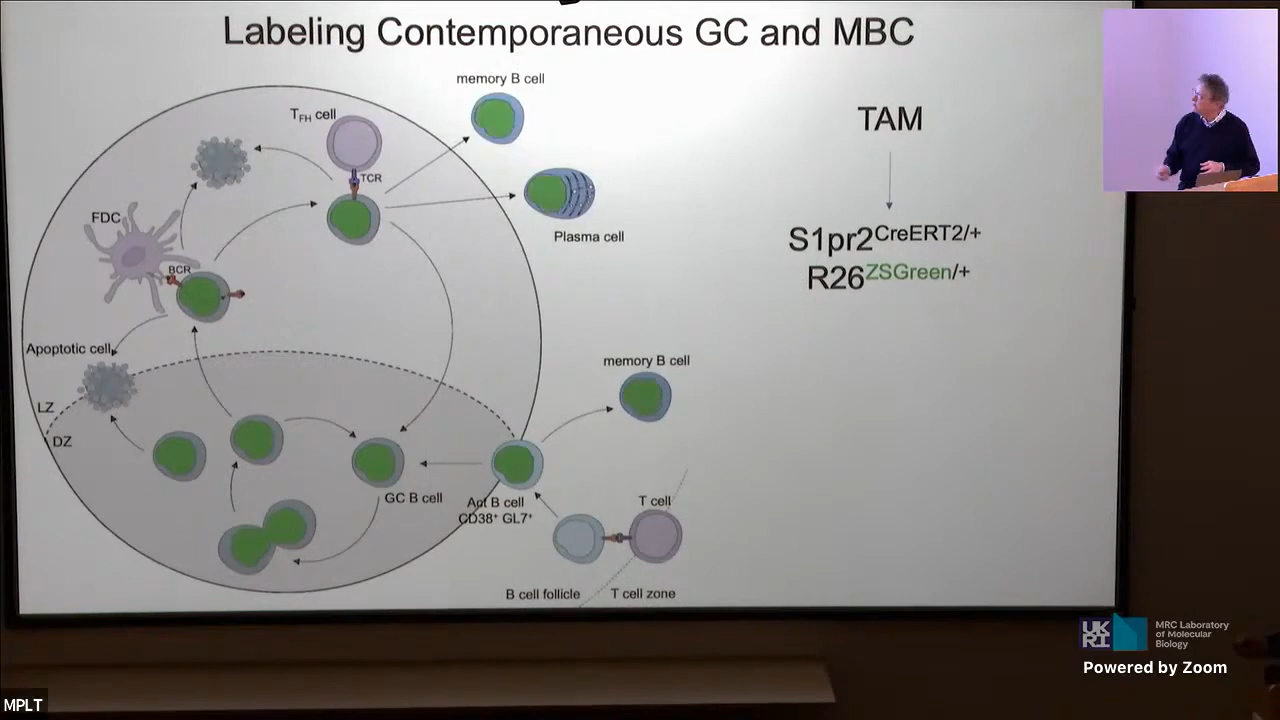 Labeling Contemporaneous GC and MBC
memory B cell
TFH cell
TCR
FDC
BCR
Plasma cell
Apoptotic cell
LZ
DZ
memory B cell
GC B cell
Act B cell
CD38+ GL7+
T cell
B cell follicle
T cell zone
TAM
S1pr2CreERT2/+
R26ZSGreen/+
UKRI
MRC Laboratory
of Molecular
Biology
Powered by Zoom
MPLT